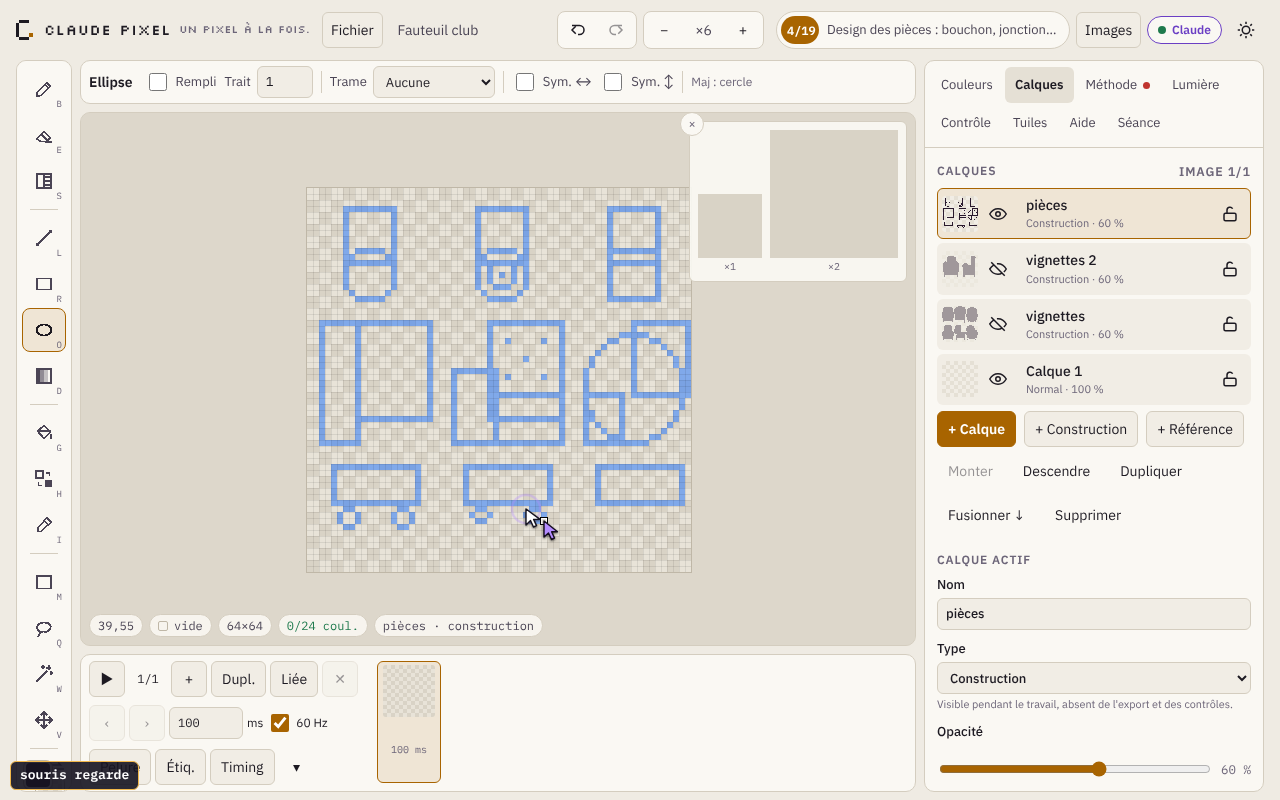 CLAUDE PIXEL UN PIXEL À LA FOIS. Fichier Fauteuil club − ×6 + 4/19 Design des pièces : bouchon, jonction… Images Claude
Ellipse Rempli Trait 1 Trame Aucune Sym. ↔ Sym. ↕ Maj : cercle
B
E
S
L
R
O
D
G
H
I
M
Q
W
V
×
×1 ×2
39,55 vide 64×64 0/24 coul. pièces · construction
1/1 + Dupl. Liée ×
‹ › 100 ms 60 Hz
Étiq. Timing ▼
100 ms
souris regarde
Couleurs Calques Méthode Lumière
Contrôle Tuiles Aide Séance
CALQUES IMAGE 1/1
pièces
Construction · 60 %
vignettes 2
Construction · 60 %
vignettes
Construction · 60 %
Calque 1
Normal · 100 %
+ Calque + Construction + Référence
Monter Descendre Dupliquer
Fusionner ↓ Supprimer
CALQUE ACTIF
Nom
pièces
Type
Construction
Visible pendant le travail, absent de l'export et des contrôles.
Opacité
60 %